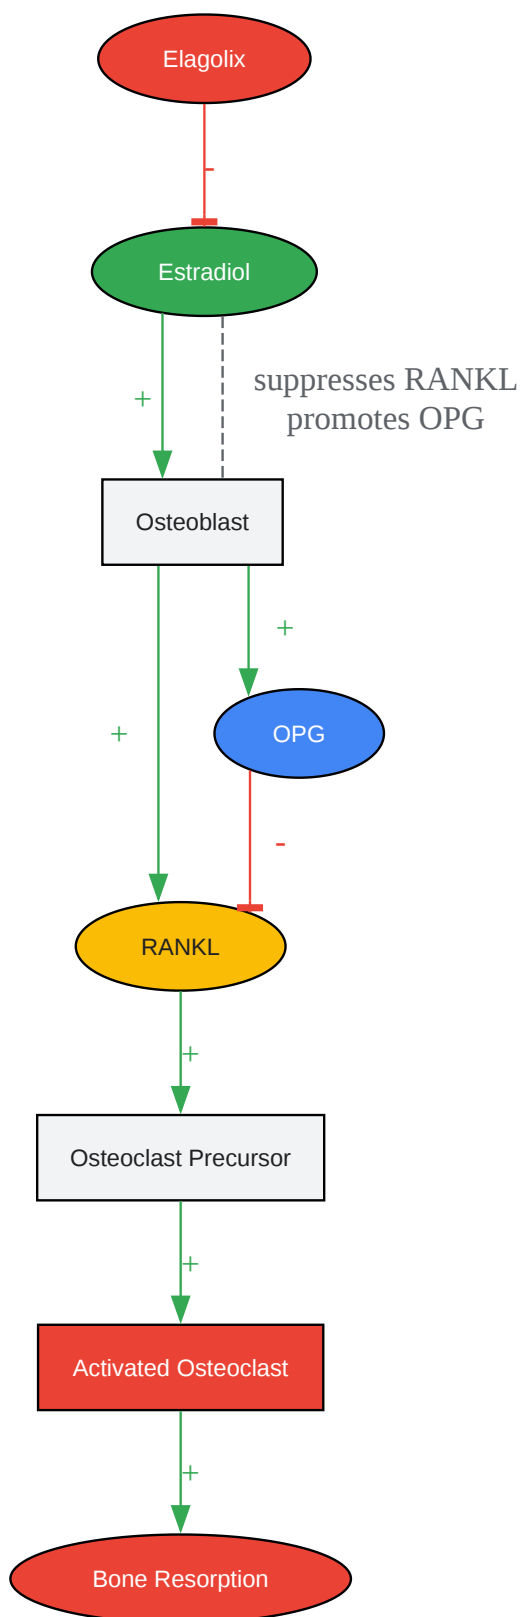 Elagolix
-
Estradiol
+
suppresses RANKL
promotes OPG
Osteoblast
+
+
OPG
-
RANKL
+
Osteoclast Precursor
+
Activated Osteoclast
+
Bone Resorption